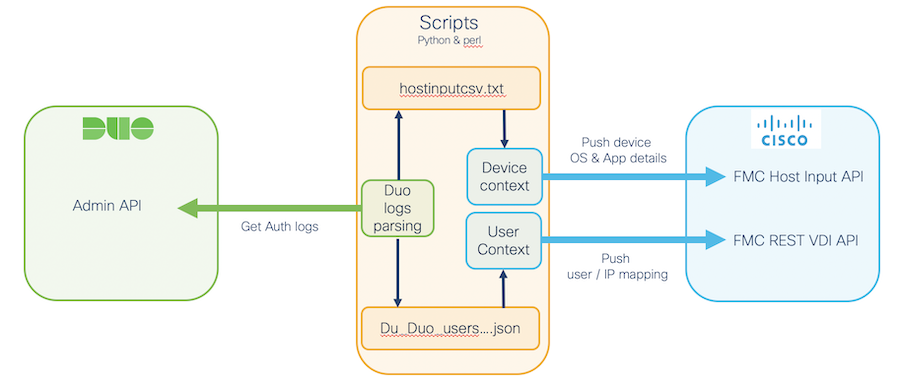 Scripts
Python & perl
hostinputcsv.txt
DUO
CISCO
Push device
OS & App details
Device
context
FMC Host Input API
Admin API
Duo
logs
parsing
Get Auth logs
User
Context
FMC REST VDI API
Push
user / IP mapping
Du_Duo_users....json